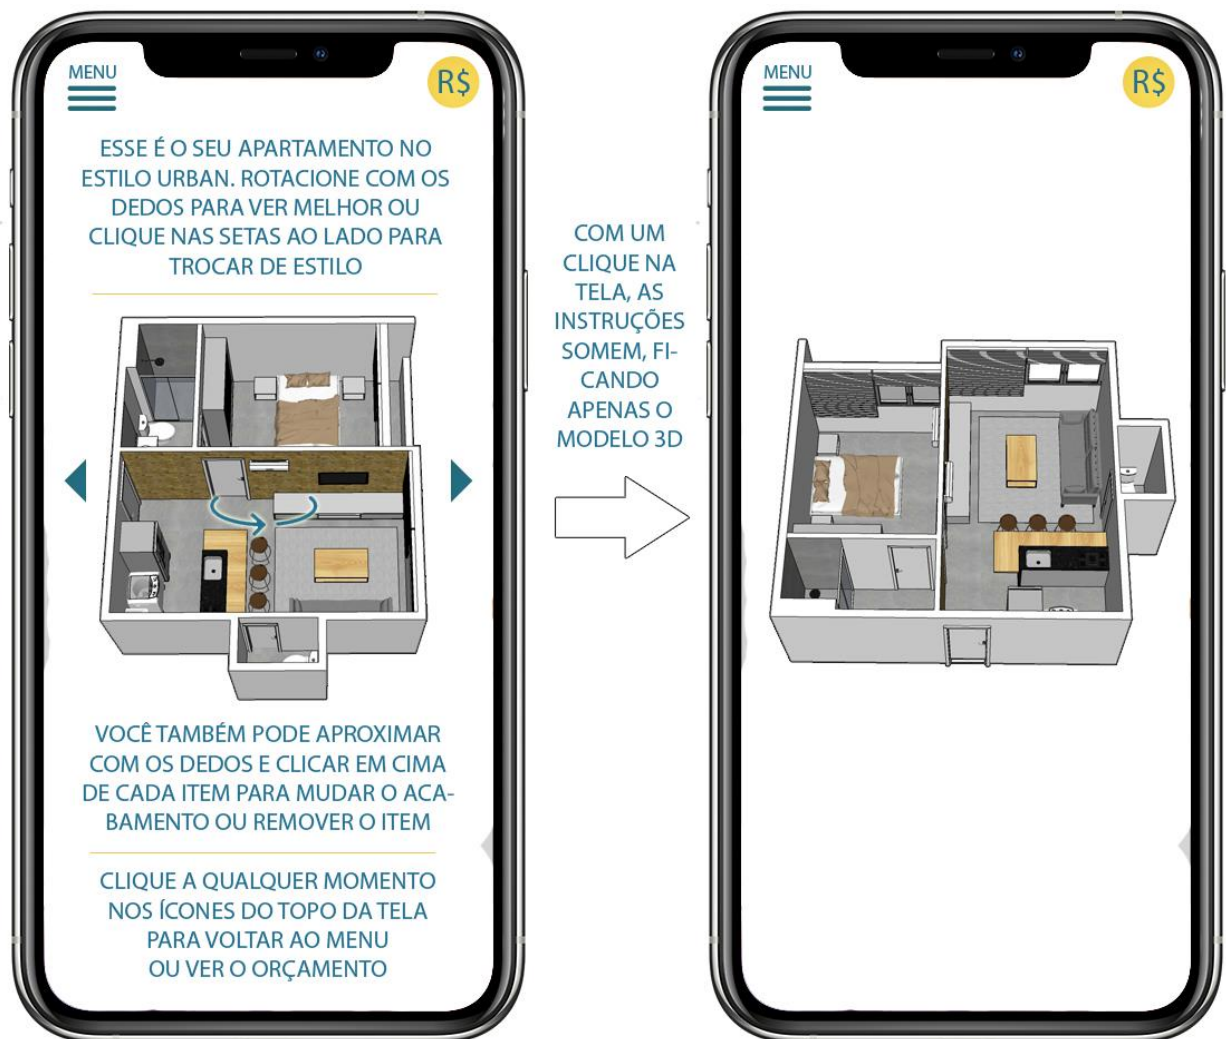 MENU
R$
ESSE É O SEU APARTAMENTO NO
ESTILO URBAN. ROTACIONE COM OS
DEDOS PARA VER MELHOR OU
CLIQUE NAS SETAS AO LADO PARA
TROCAR DE ESTILO
VOCÊ TAMBÉM PODE APROXIMAR
COM OS DEDOS E CLICAR EM CIMA
DE CADA ITEM PARA MUDAR O ACA-
BAMENTO OU REMOVER O ITEM
CLIQUE A QUALQUER MOMENTO
NOS ÍCONES DO TOPO DA TELA
PARA VOLTAR AO MENU
OU VER O ORÇAMENTO
COM UM
CLIQUE NA
TELA, AS
INSTRUÇÕES
SOMEM, FI-
CANDO
APENAS O
MODELO 3D
MENU
R$